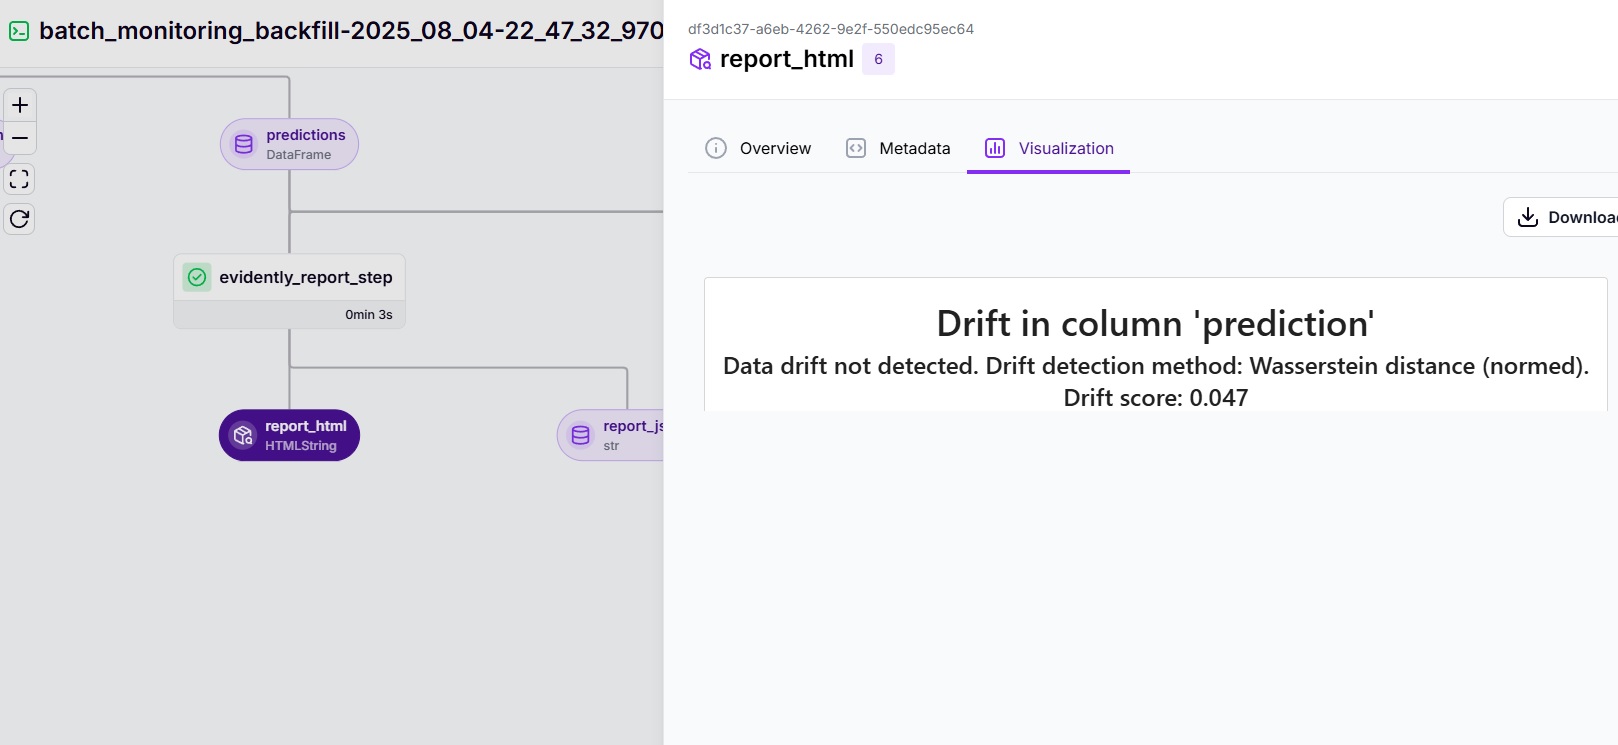 batch_monitoring_backfill-2025_08_04-22_47_32_970
predictions
DataFrame
evidently_report_step
0min 3s
report_html
HTMLString
report_js
str
df3d1c37-a6eb-4262-9e2f-550edc95ec64
report_html 6
Overview Metadata Visualization
Download
Drift in column 'prediction'
Data drift not detected. Drift detection method: Wasserstein distance (normed).
Drift score: 0.047